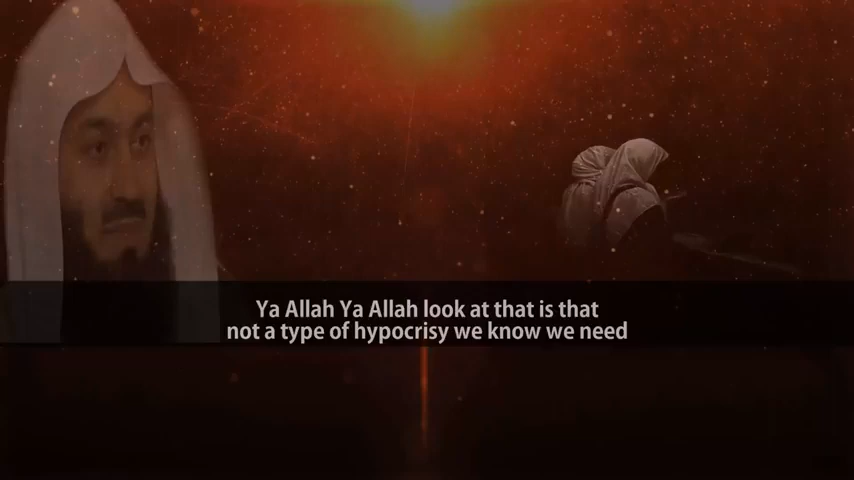 Ya Allah Ya Allah look at that is that
not a type of hypocrisy we know we need